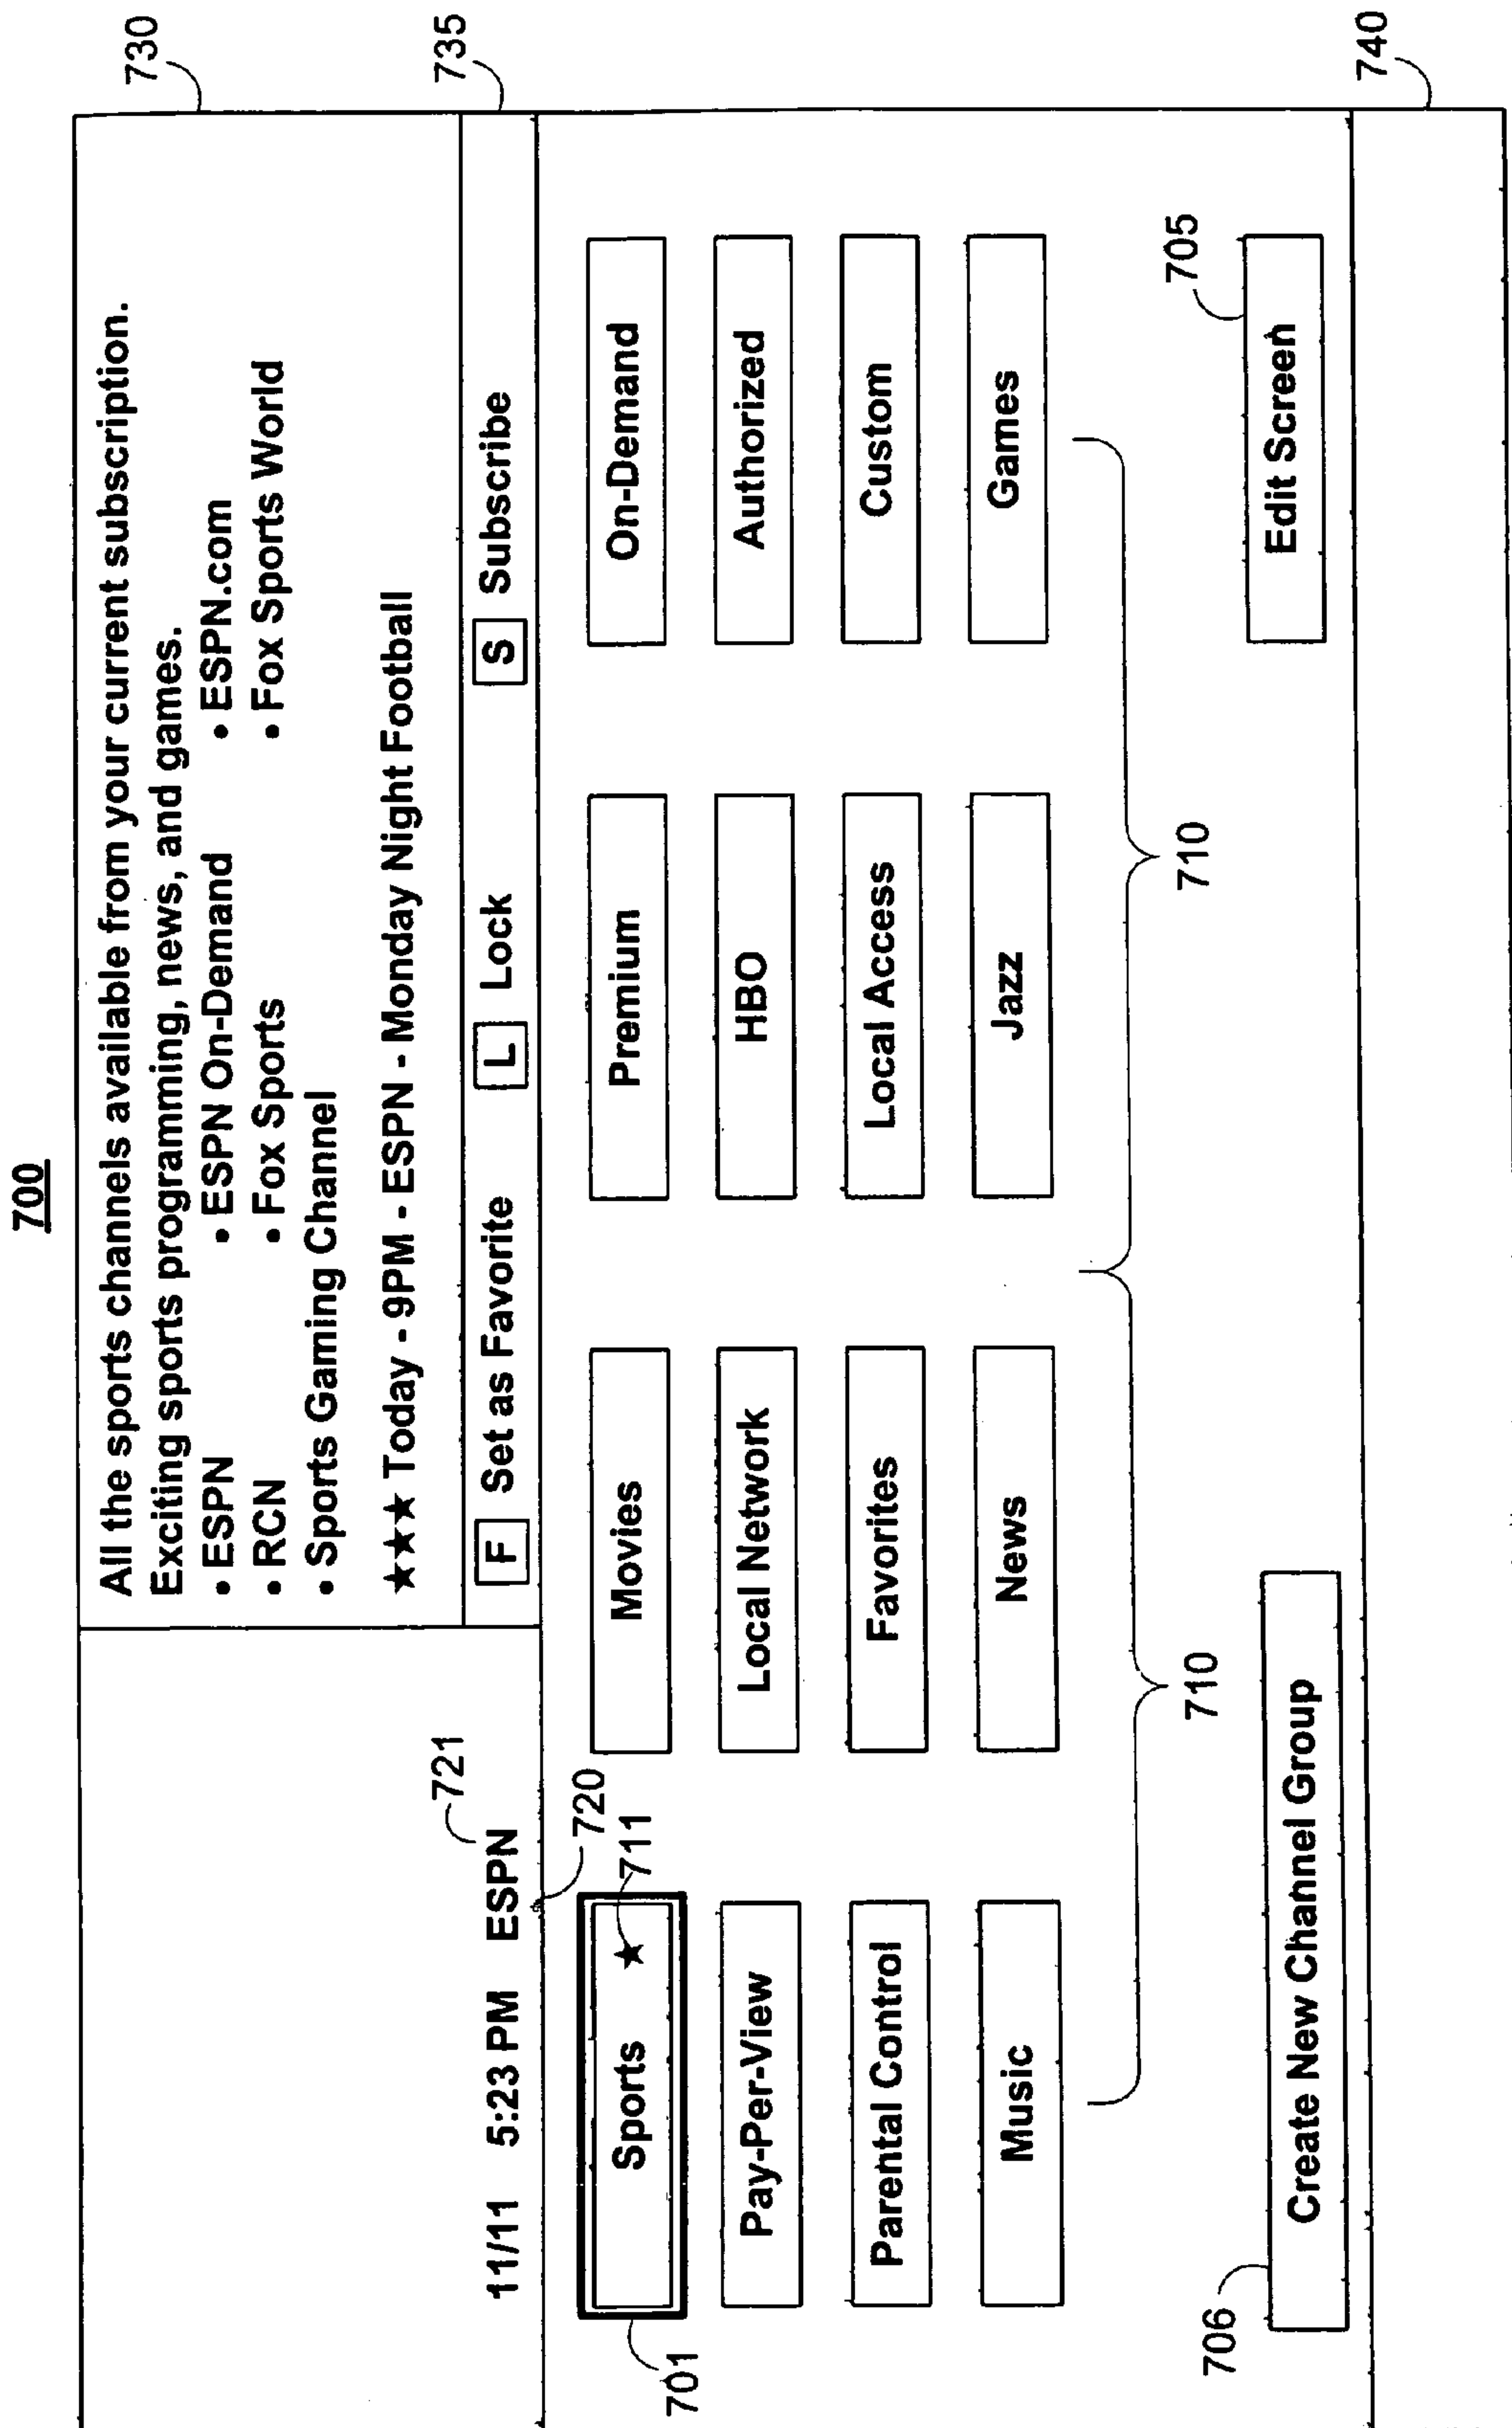 700
All the sports channels available from your current subscription.
Exciting sports programming, news, and games.
• ESPN • ESPN On-Demand • ESPN.com
• RCN • Fox Sports • Fox Sports World
• Sports Gaming Channel
★★★ Today - 9PM - ESPN - Monday Night Football
730
11/11 5:23 PM ESPN
721
F Set as Favorite L Lock S Subscribe
735
720
Sports ★ Movies Premium On-Demand
711
701
Pay-Per-View Local Network HBO Authorized
Parental Control Favorites Local Access Custom
Music News Jazz Games
710 710
706
705
Create New Channel Group Edit Screen
740